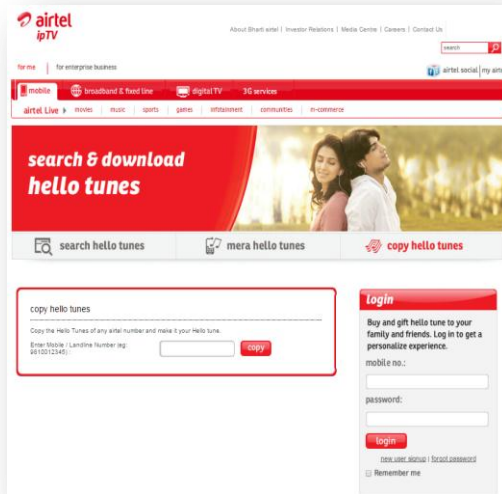 airtel
ipTV
About Bharti airtel | Investor Relations | Media Centre | Careers | Contact Us
search
for me | for enterprise business
airtel social | my airte
mobile broadband & fixed line digital TV 3G services
airtel Live movies | music | sports | games | infotainment | communities | m-commerce
search & download
hello tunes
search hello tunes mera hello tunes copy hello tunes
copy hello tunes
Copy the Hello Tunes of any airtel number and make it your Hello tune.
Enter Mobile / Landline Number (eg:
9810012345) :
copy
login
Buy and gift hello tune to your
family and friends. Log in to get a
personalize experience.
mobile no.:
password:
login
new user signup | forgot password
Remember me